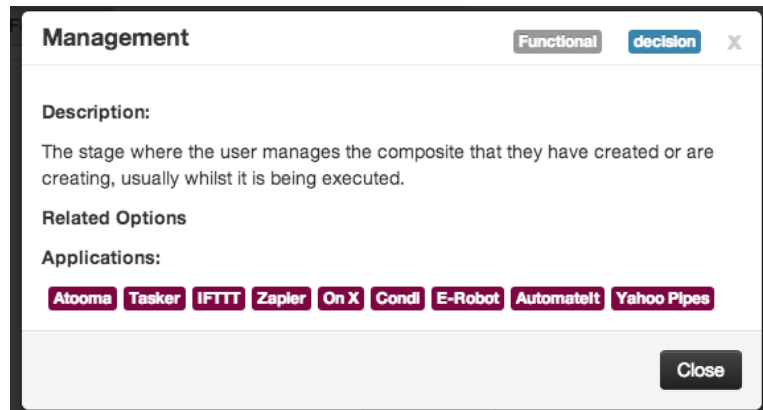 Management Functional decision x
Description:
The stage where the user manages the composite that they have created or are
creating, usually whilst it is being executed.
Related Options
Applications:
Atooma Tasker IFTTT Zapier On X Condi E-Robot AutomateIt Yahoo Pipes
Close